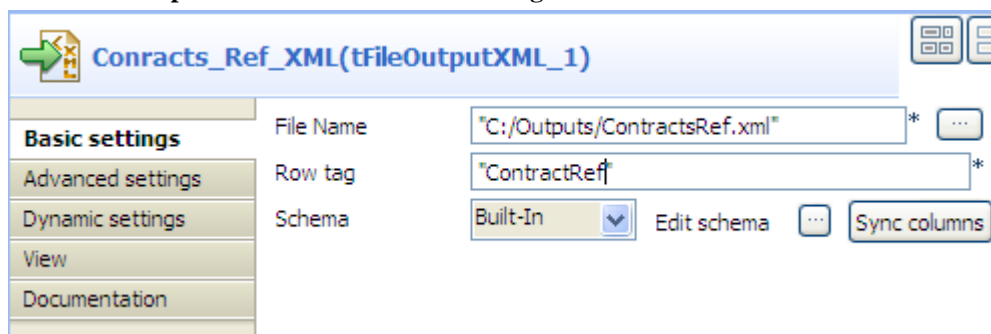 Conracts_Ref_XML(tFileOutputXML_1)
Basic settings
File Name "C:/Outputs/ContractsRef.xml" * ...
Advanced settings
Row tag "ContractRef" *
Dynamic settings
Schema Built-In Edit schema ... Sync columns
View
Documentation